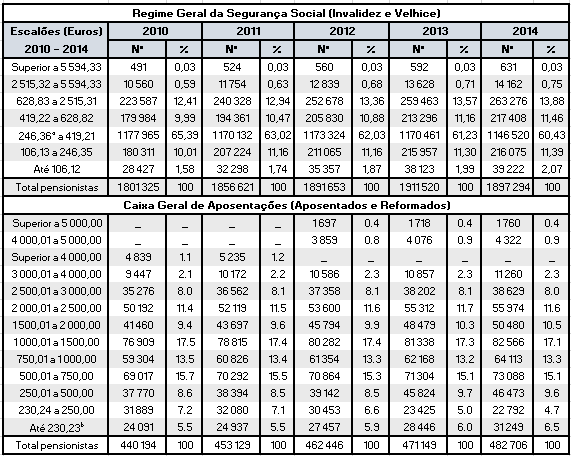 Regime Geral da Segurança Social (Invalidez e Velhice)
Escalões (Euros) 2010 2011 2012 2013 2014
2010 – 2014 Nº % Nº % Nº % Nº % Nº %
Superior a 5 594,33 491 0,03 524 0,03 560 0,03 592 0,03 631 0,03
2 515,32 a 5 594,33 10 560 0,59 11 754 0,63 12 839 0,68 13 628 0,71 14 162 0,75
628,83 a 2 515,31 223 587 12,41 240 328 12,94 252 678 13,36 259 463 13,57 263 276 13,88
419,22 a 628,82 179 984 9,99 194 361 10,47 205 830 10,88 213 296 11,16 217 408 11,46
246,36ª a 419,21 1 177 965 65,39 1 170 132 63,02 1 173 324 62,03 1 170 461 61,23 1 146 520 60,43
106,13 a 246,35 180 311 10,01 207 224 11,16 211 065 11,16 215 957 11,30 216 075 11,39
Até 106,12 28 427 1,58 32 298 1,74 35 357 1,87 38 123 1,99 39 222 2,07
Total pensionistas 1 801 325 100 1 856 621 100 1 891 653 100 1 911 520 100 1 897 294 100
Caixa Geral de Aposentações (Aposentados e Reformados)
Superior a 5 000,00 _ _ _ _ 1 697 0.4 1 718 0.4 1 760 0.4
4 000,01 a 5 000,00 _ _ _ _ 3 859 0.8 4 076 0.9 4 322 0.9
Superior a 4 000,00 4 839 1.1 5 235 1.2 _ _ _ _ _ _
3 000,01 a 4 000,00 9 447 2.1 10 172 2.2 10 586 2.3 10 857 2.3 11 260 2.3
2 500,01 a 3 000,00 35 276 8.0 36 562 8.1 37 358 8.1 38 202 8.1 38 629 8.0
2 000,01 a 2 500,00 50 192 11.4 52 119 11.5 53 600 11.6 55 312 11.7 55 974 11.6
1 500,01 a 2 000,00 41 460 9.4 43 697 9.6 45 794 9.9 48 479 10.3 50 480 10.5
1 000,01 a 1 500,00 76 909 17.5 78 815 17.4 80 282 17.4 81 338 17.3 82 566 17.1
750,01 a 1 000,00 59 304 13.5 60 826 13.4 61 354 13.3 62 168 13.2 64 113 13.3
500,01 a 750,00 69 017 15.7 70 292 15.5 70 864 15.3 71 304 15.1 73 088 15.1
250,01 a 500,00 37 770 8.6 38 394 8.5 39 142 8.5 45 824 9.7 46 473 9.6
230,24 a 250,00 31 889 7.2 32 080 7.1 30 453 6.6 23 425 5.0 22 792 4.7
Até 230,23ᵇ 24 091 5.5 24 937 5.5 27 457 5.9 28 446 6.0 31 249 6.5
Total pensionistas 440 194 100 453 129 100 462 446 100 471 149 100 482 706 100